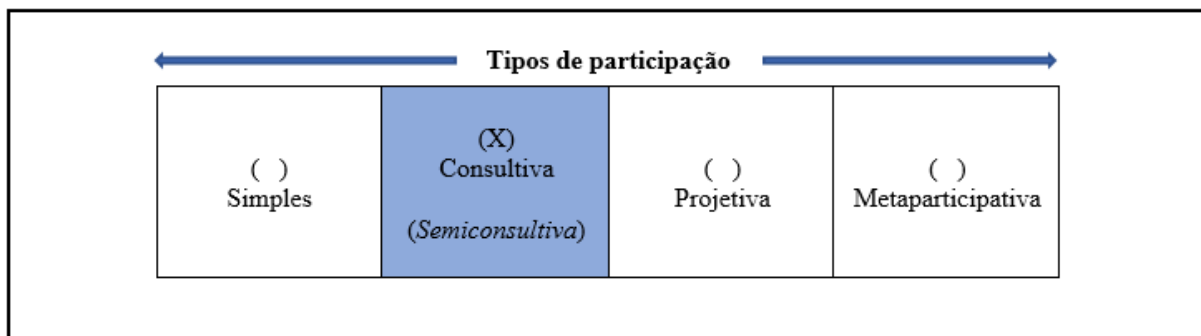 Tipos de participação
( )
Simples
(X)
Consultiva
(Semiconsultiva)
( )
Projetiva
( )
Metaparticipativa